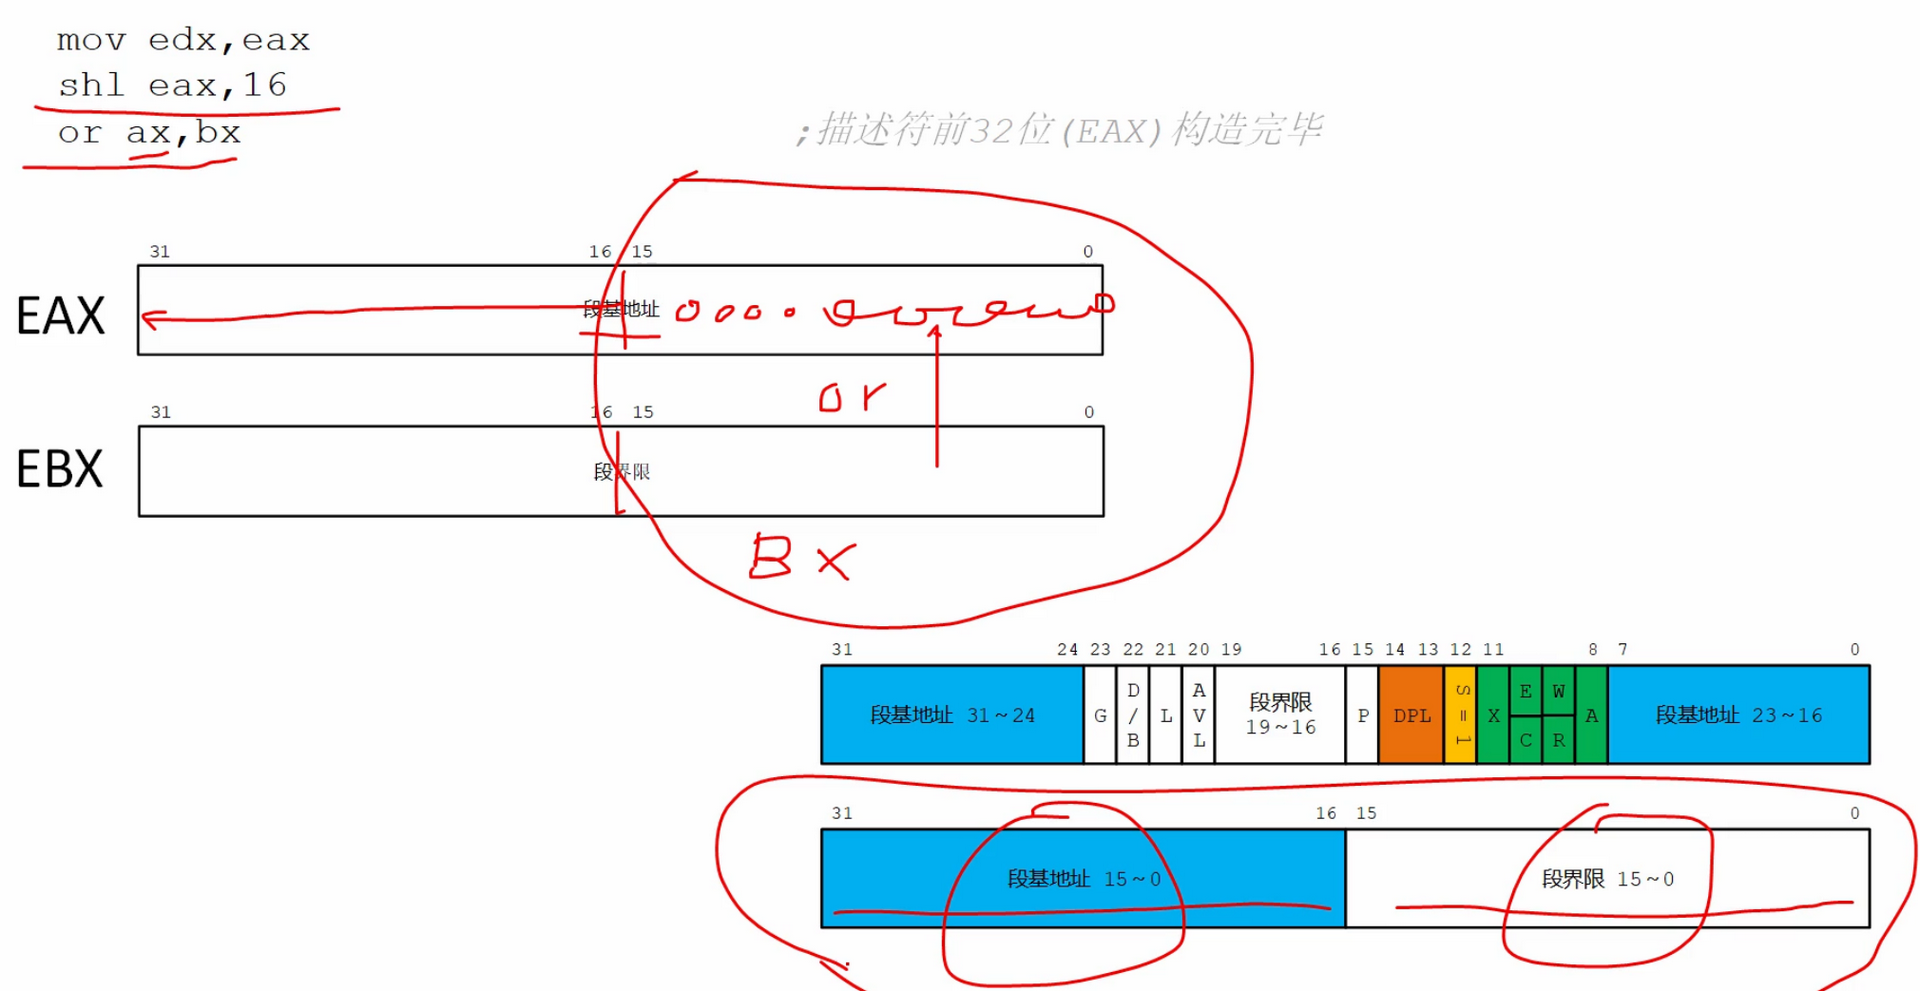 mov edx,eax
shl eax,16
or ax,bx
;描述符前32位(EAX)构造完毕
31 16 15 0
EAX 段基地址
or
31 16 15 0
EBX 段界限
BX
31 24 23 22 21 20 19 16 15 14 13 12 11 8 7 0
段基地址 31~24 G D/B L AVL 段界限 19~16 P DPL S=1 X E C W R A 段基地址 23~16
31 16 15 0
段基地址 15~0 段界限 15~0